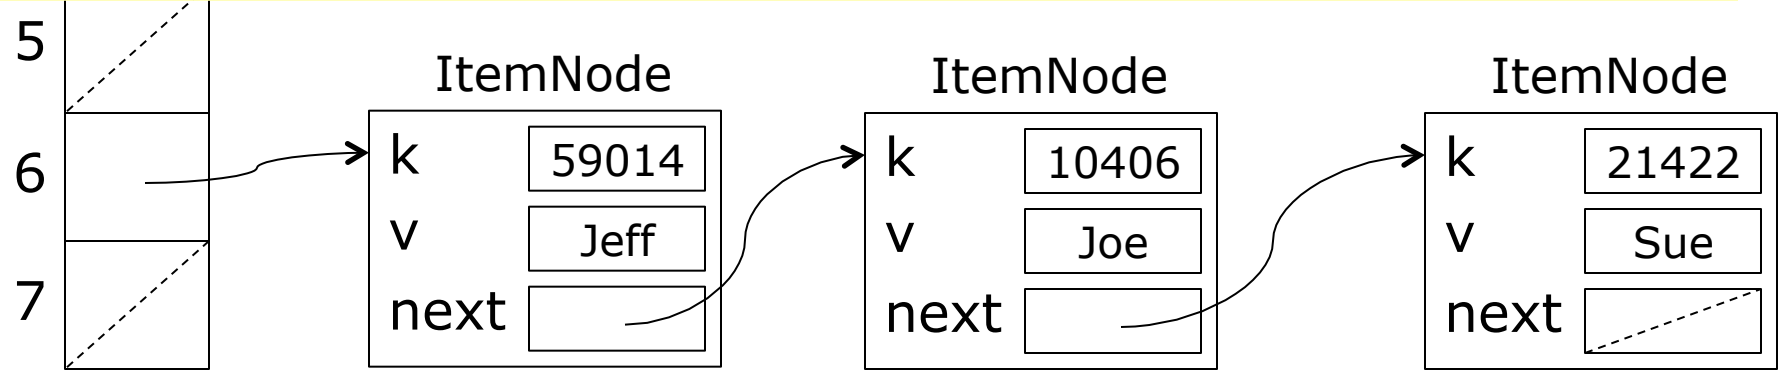 5
6
7
ItemNode
k 59014
v Jeff
next
ItemNode
k 10406
v Joe
next
ItemNode
k 21422
v Sue
next